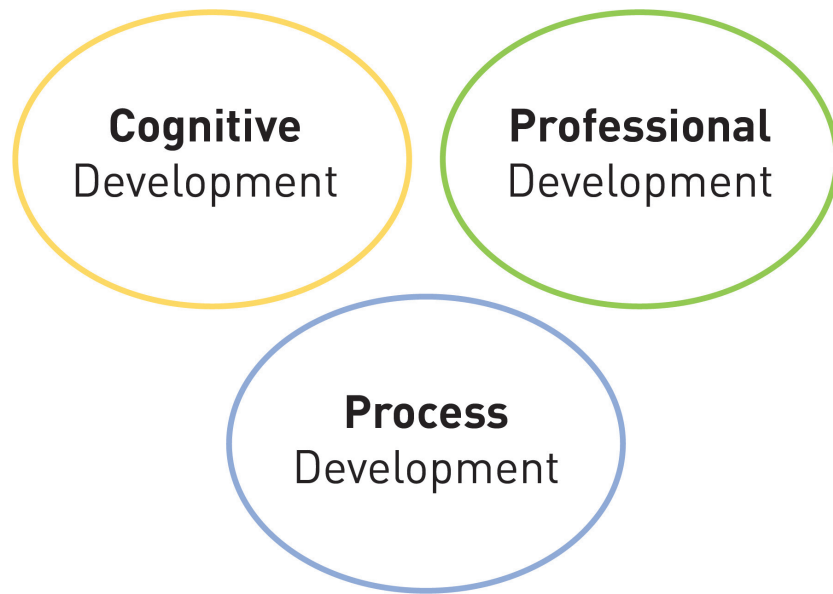 Cognitive
Development
Professional
Development
Process
Development